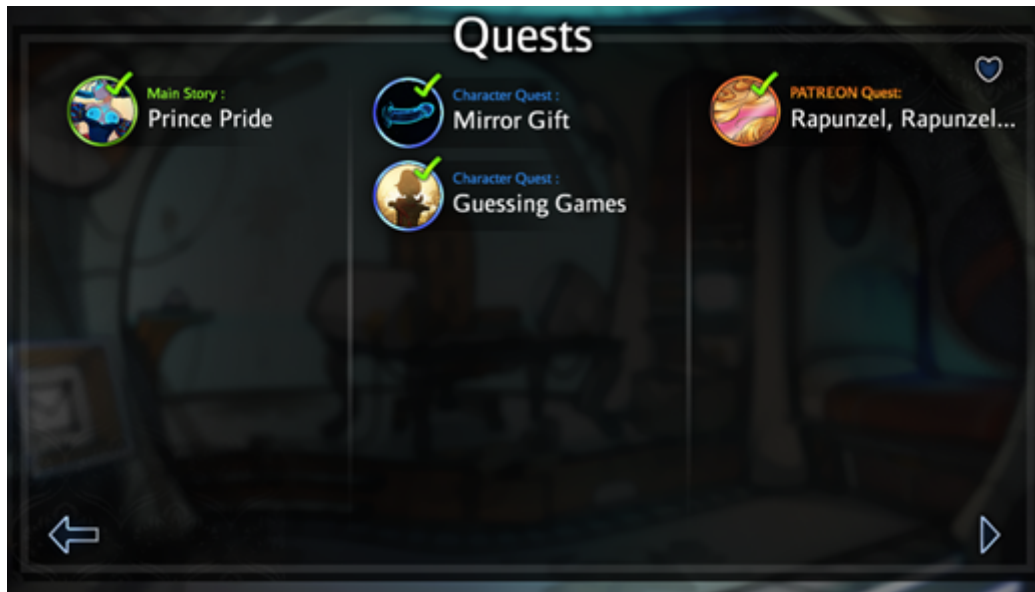 Quests
Main Story :
Prince Pride
Character Quest :
Mirror Gift
Character Quest :
Guessing Games
PATREON Quest:
Rapunzel, Rapunzel...